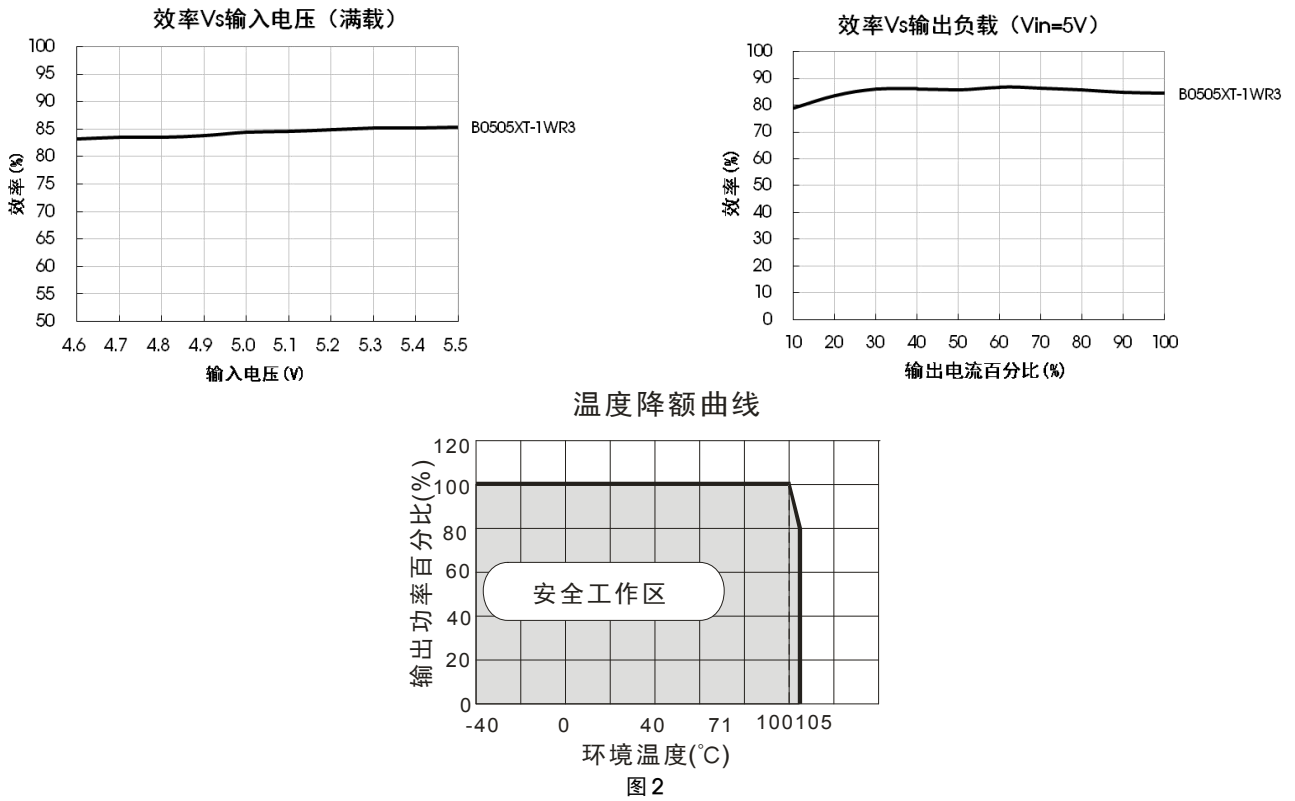 效率Vs输入电压（满载）
100
95
90
85
80
75
70
65
60
55
50
效率(%)
4.6 4.7 4.8 4.9 5.0 5.1 5.2 5.3 5.4 5.5
输入电压(V)
B0505XT-1WR3
效率Vs输出负载（Vin=5V）
100
90
80
70
60
50
40
30
20
10
0
效率(%)
10 20 30 40 50 60 70 80 90 100
输出电流百分比(%)
B0505XT-1WR3
温度降额曲线
120
100
80
60
40
20
0
输出功率百分比(%)
安全工作区
-40 0 40 71 100105
环境温度(℃)
图2